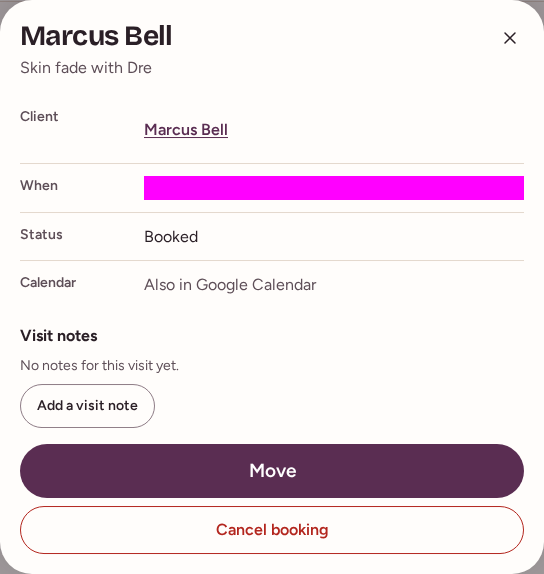 Marcus Bell
Skin fade with Dre
Client
Marcus Bell
When
Status
Booked
Calendar
Also in Google Calendar
Visit notes
No notes for this visit yet.
Add a visit note
Move
Cancel booking